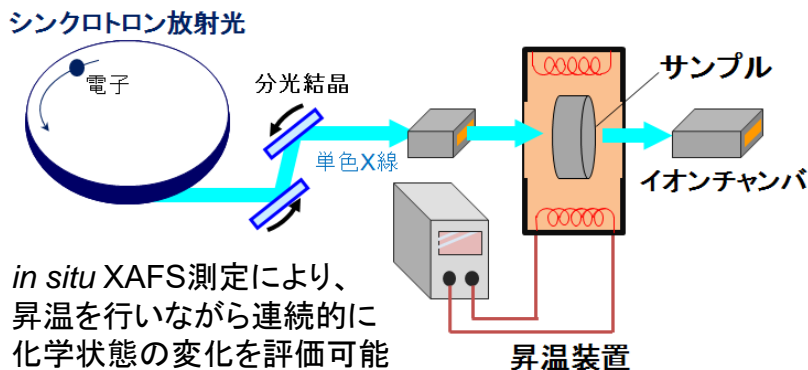 シンクロトロン放射光
電子
分光結晶
サンプル
単色X線
イオンチャンバ
in situ XAFS測定により、
昇温を行いながら連続的に
化学状態の変化を評価可能
昇温装置